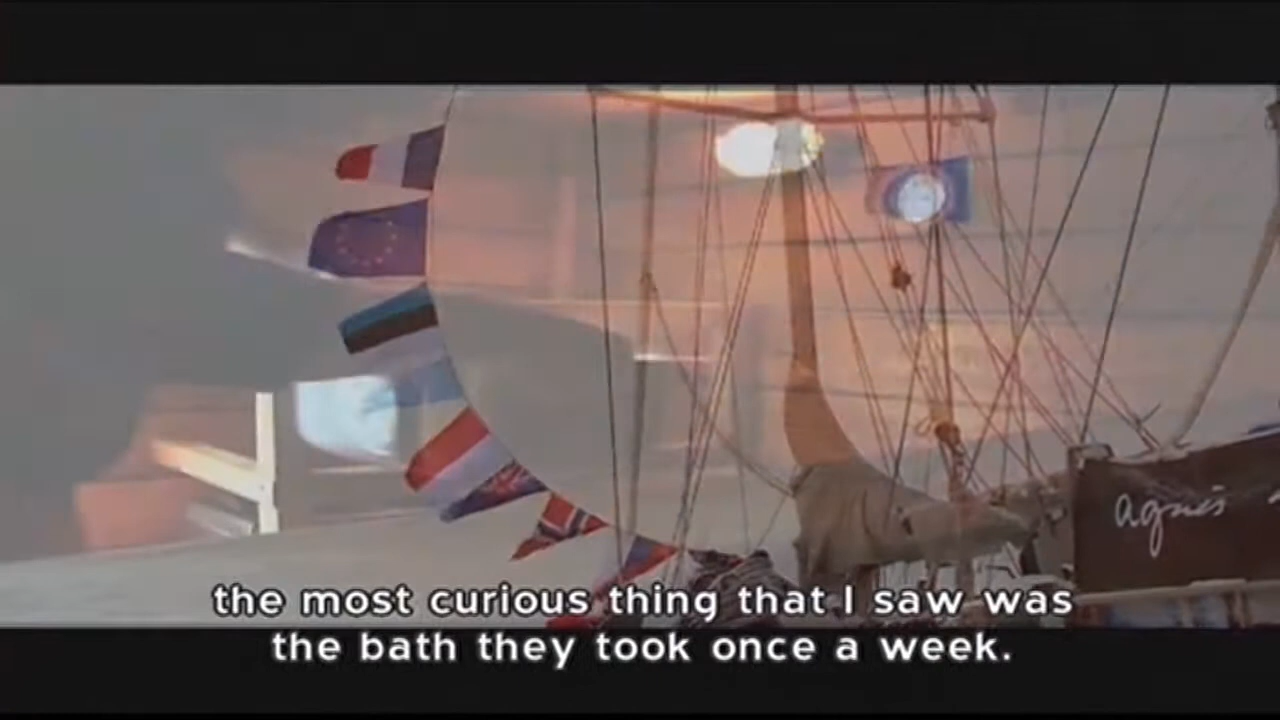 agnès
the most curious thing that I saw was
the bath they took once a week.